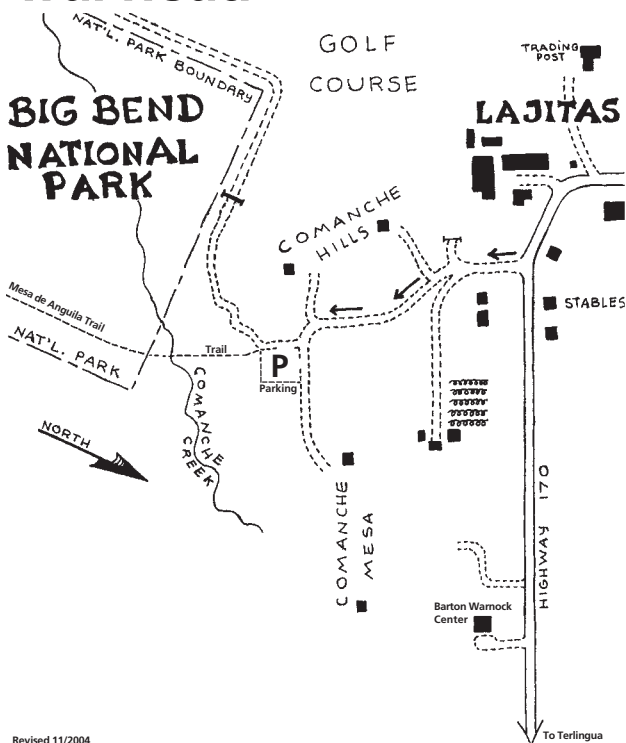 NAT'L. PARK BOUNDARY
GOLF
COURSE
TRADING
POST
BIG BEND
NATIONAL
PARK
LAJITAS
COMANCHE
HILLS
STABLES
Mesa de Anguila Trail
NAT'L. PARK
Trail
P
Parking
COMANCHE
CREEK
NORTH
COMANCHE
MESA
HIGHWAY 170
Barton Warnock
Center
To Terlingua
Revised 11/2004